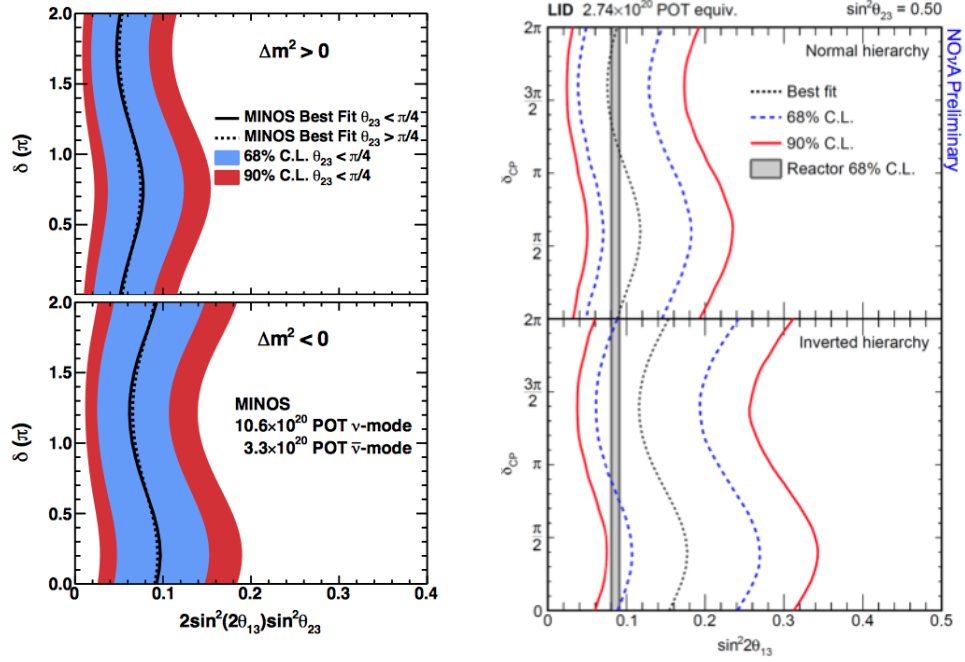 2.0
1.5
1.0
0.5
δ (π)
Δm² > 0
MINOS Best Fit θ₂₃ < π/4
MINOS Best Fit θ₂₃ > π/4
68% C.L. θ₂₃ < π/4
90% C.L. θ₂₃ < π/4
2.0
1.5
1.0
0.5
0.0
δ (π)
Δm² < 0
MINOS
10.6×10²⁰ POT ν-mode
3.3×10²⁰ POT ν̅-mode
0.0 0.1 0.2 0.3 0.4
2sin²(2θ₁₃)sin²θ₂₃
LID 2.74×10²⁰ POT equiv. sin²θ₂₃ = 0.50
NOνA Preliminary
2π
3π/2
π
π/2
δ_CP
Normal hierarchy
Best fit
68% C.L.
90% C.L.
Reactor 68% C.L.
2π
3π/2
π
π/2
0
δ_CP
Inverted hierarchy
0 0.1 0.2 0.3 0.4 0.5
sin²2θ₁₃